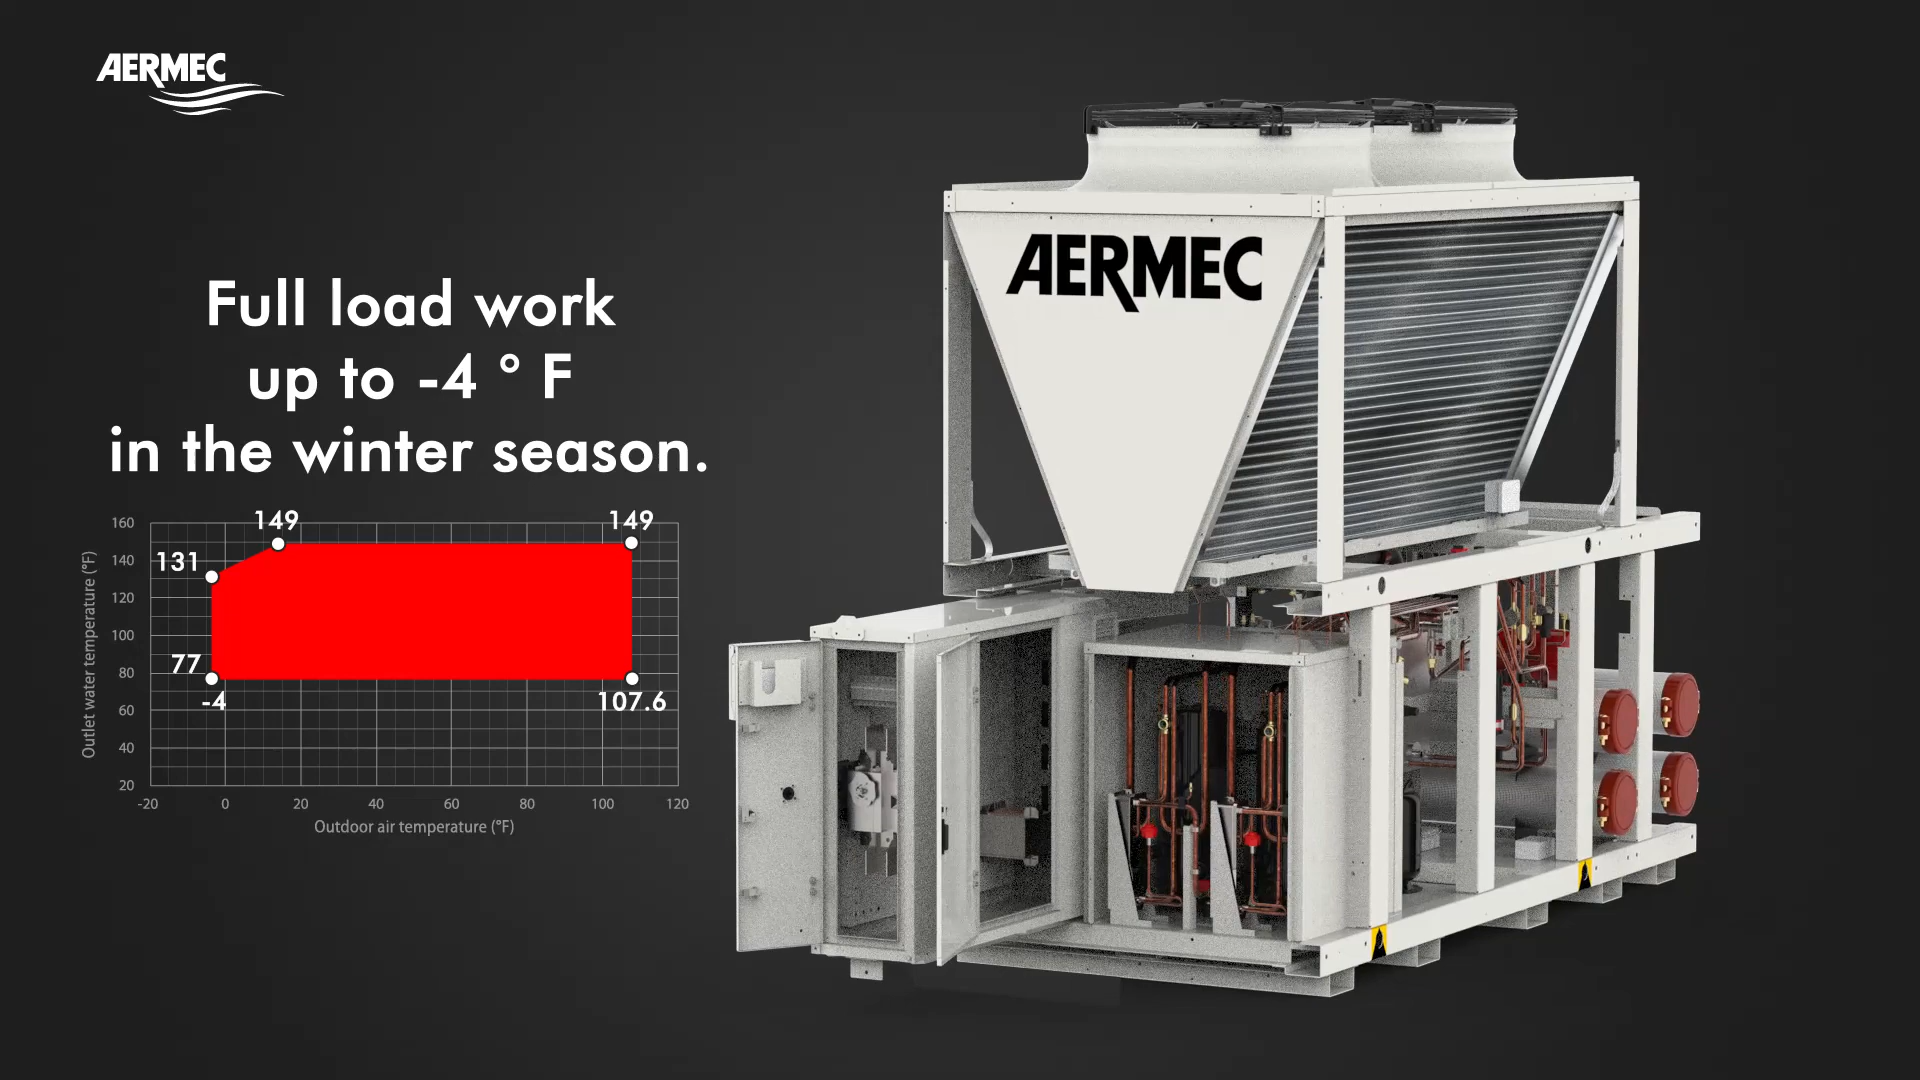 AERMEC
AERMEC
Full load work
up to -4 ° F
in the winter season.
Outlet water temperature (°F)
160
140
120
100
80
60
40
20
149
149
131
77
-4
107.6
-20 0 20 40 60 80 100 120
Outdoor air temperature (°F)